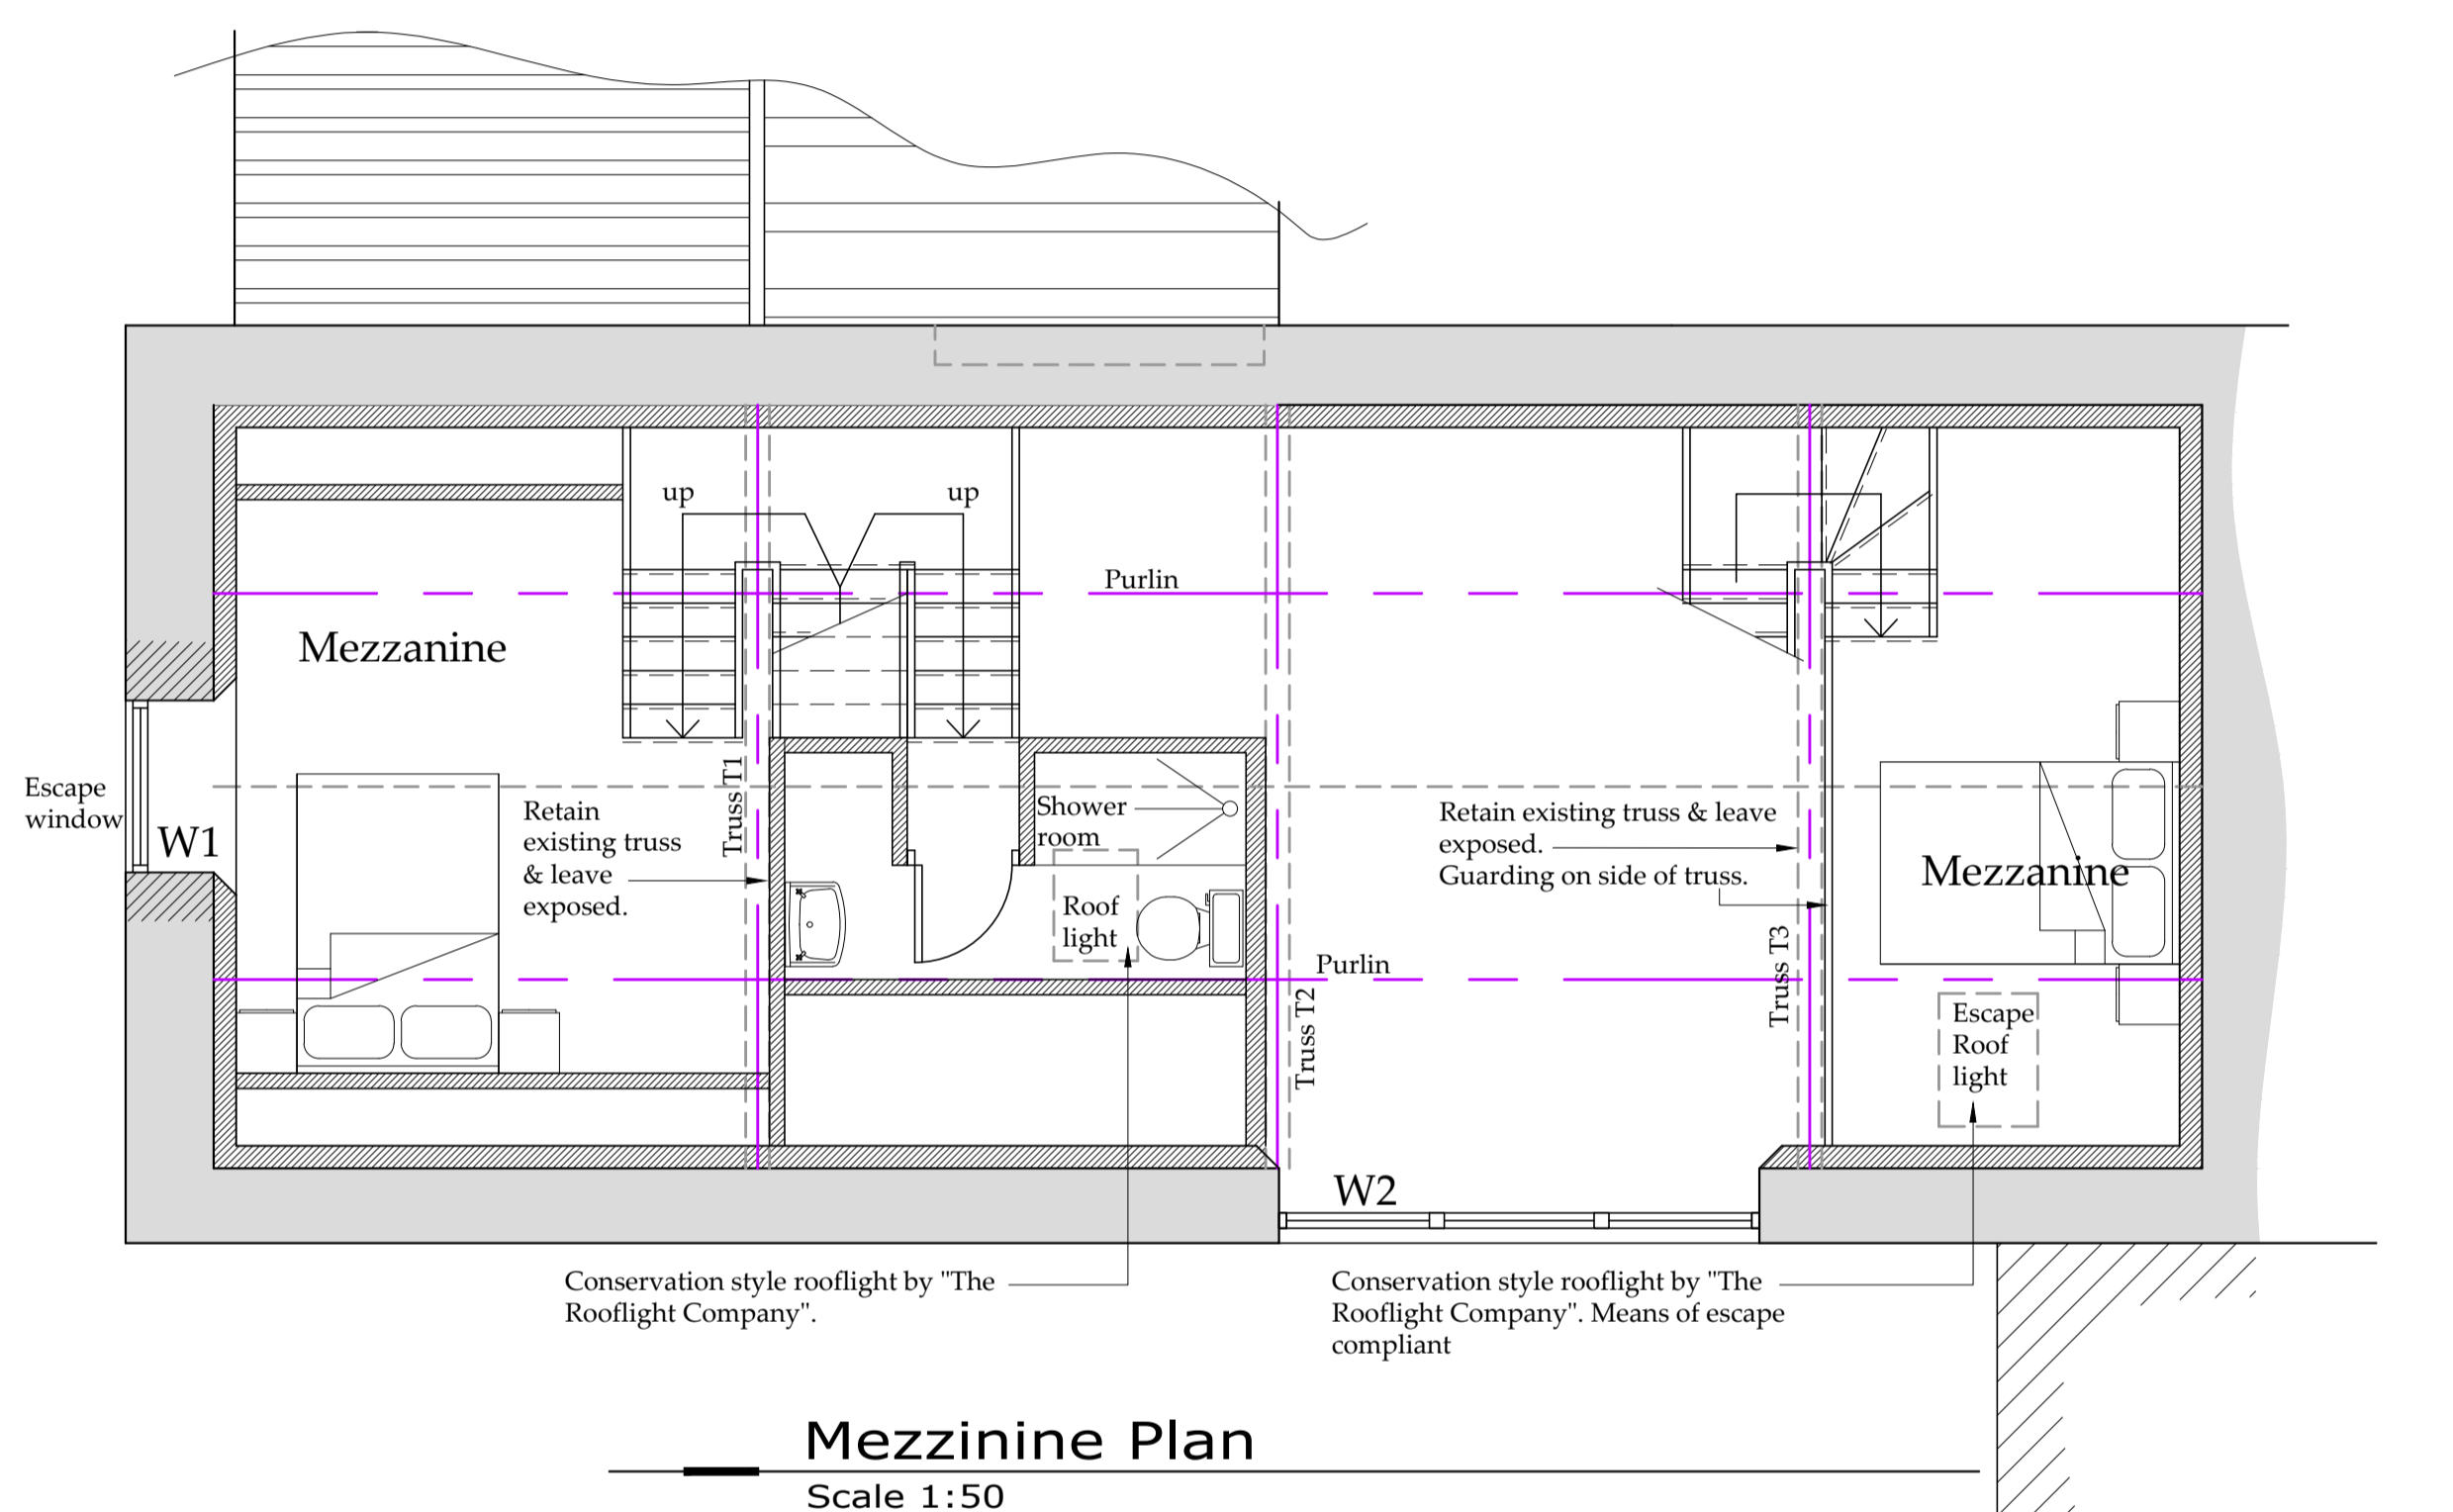 up
up
Purlin
Mezzanine
Escape
window
W1
Retain
existing truss
& leave
exposed.
Truss T1
Shower
room
Roof
light
Retain existing truss & leave
exposed.
Guarding on side of truss.
Mezzanine
Purlin
Truss T2
Truss T3
Escape
Roof
light
W2
Conservation style rooflight by "The
Rooflight Company".
Conservation style rooflight by "The
Rooflight Company". Means of escape
compliant
Mezzinine Plan
Scale 1:50